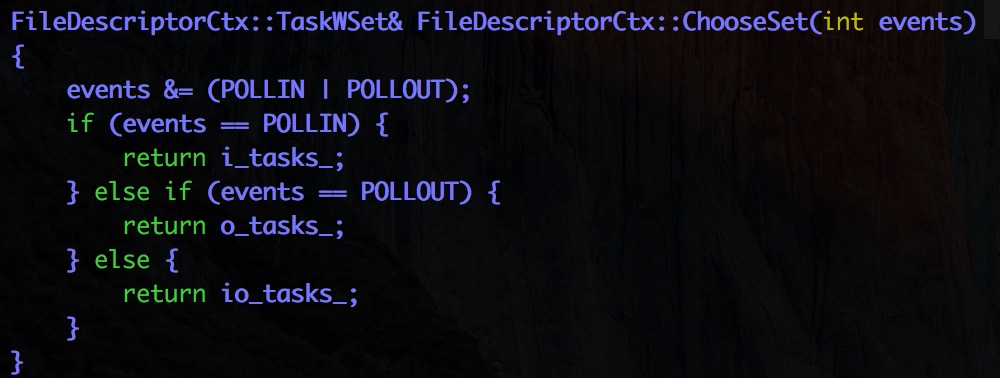 FileDescriptorCtx::TaskWSet& FileDescriptorCtx::ChooseSet(int events)
{
    events &= (POLLIN | POLLOUT);
    if (events == POLLIN) {
        return i_tasks_;
    } else if (events == POLLOUT) {
        return o_tasks_;
    } else {
        return io_tasks_;
    }
}